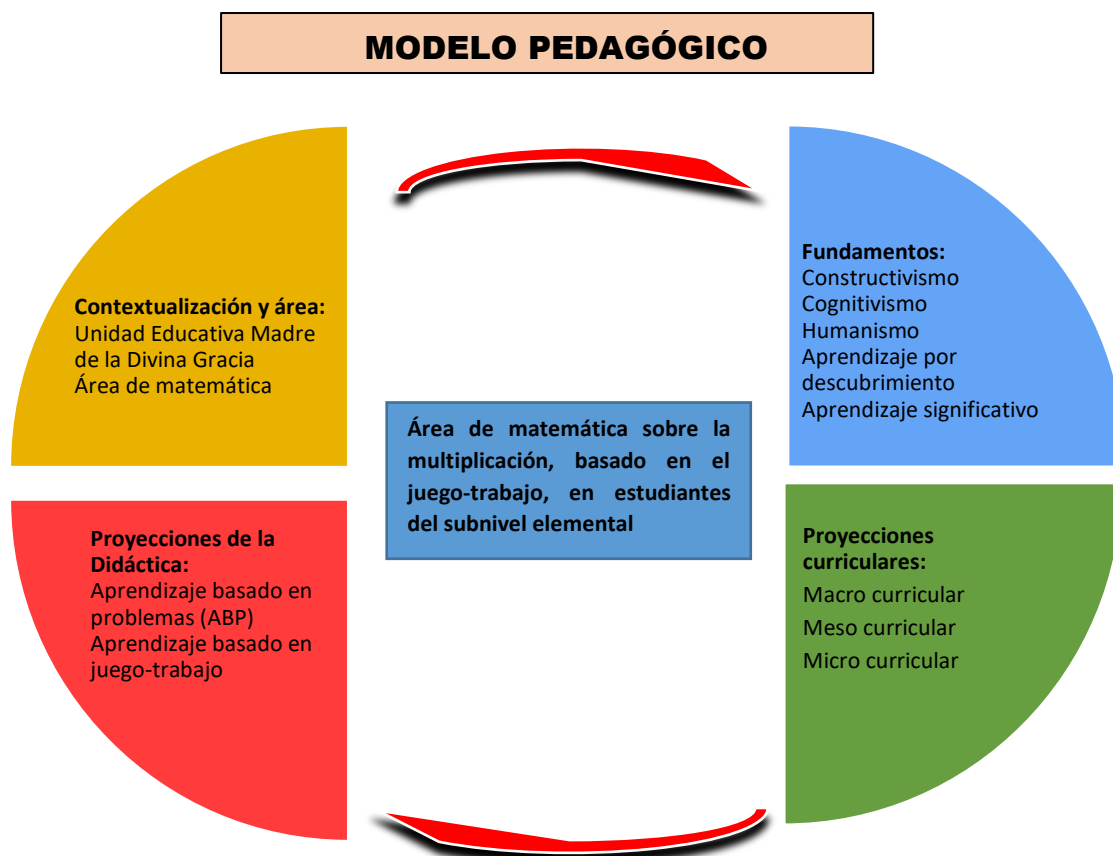 MODELO PEDAGÓGICO
Contextualización y área:
Unidad Educativa Madre
de la Divina Gracia
Área de matemática
Fundamentos:
Constructivismo
Cognitivismo
Humanismo
Aprendizaje por
descubrimiento
Aprendizaje significativo
Área de matemática sobre la
multiplicación, basado en el
juego-trabajo, en estudiantes
del subnivel elemental
Proyecciones de la
Didáctica:
Aprendizaje basado en
problemas (ABP)
Aprendizaje basado en
juego-trabajo
Proyecciones
curriculares:
Macro curricular
Meso curricular
Micro curricular